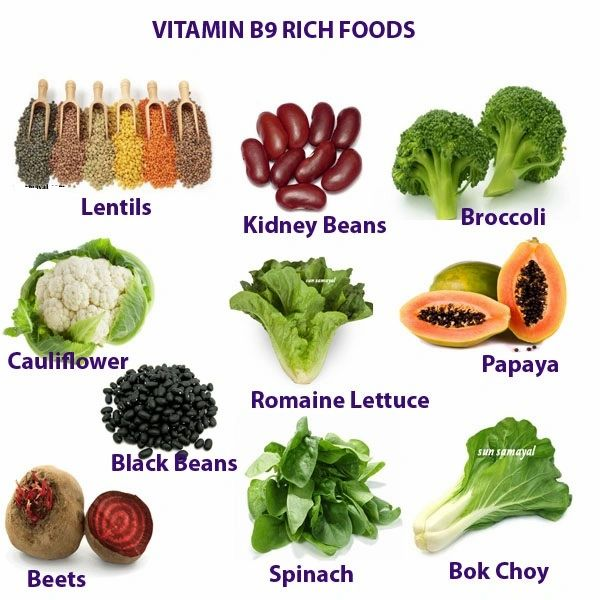 VITAMIN B9 RICH FOODS
Lentils
Kidney Beans
Broccoli
sun samayal
Cauliflower
Romaine Lettuce
Papaya
Black Beans
sun samayal
Beets
Spinach
Bok Choy